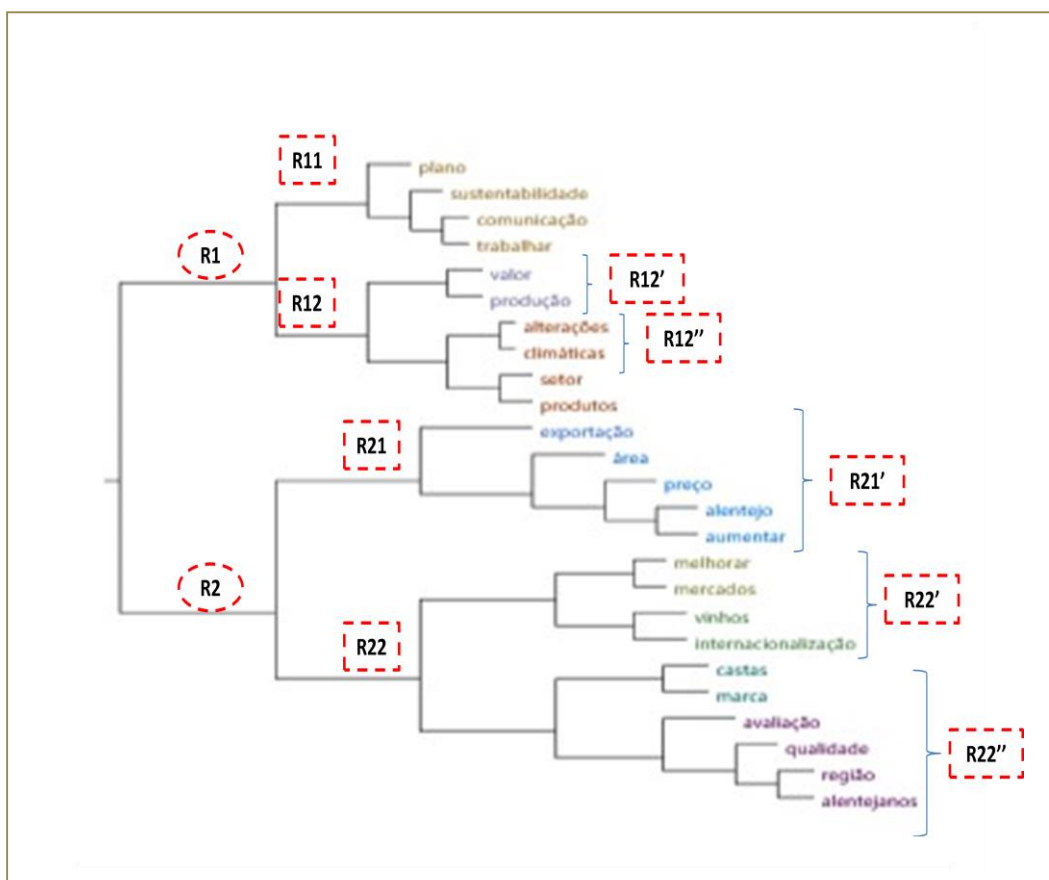 R11
plano
sustentabilidade
comunicação
trabalhar
R1
valor
R12'
R12
produção
alterações
R12''
climáticas
setor
produtos
R21
exportação
área
preço
R21'
alentejo
aumentar
melhorar
R2
mercados
R22'
vinhos
R22
internacionalização
castas
marca
avaliação
qualidade
R22''
região
alentejanos